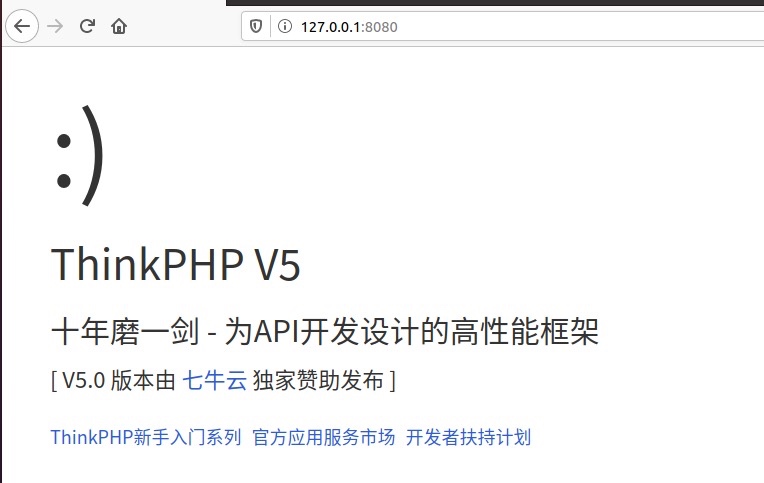 127.0.0.1:8080
:)
ThinkPHP V5
十年磨一剑 - 为API开发设计的高性能框架
[ V5.0 版本由 七牛云 独家赞助发布 ]
ThinkPHP新手入门系列 官方应用服务市场 开发者扶持计划